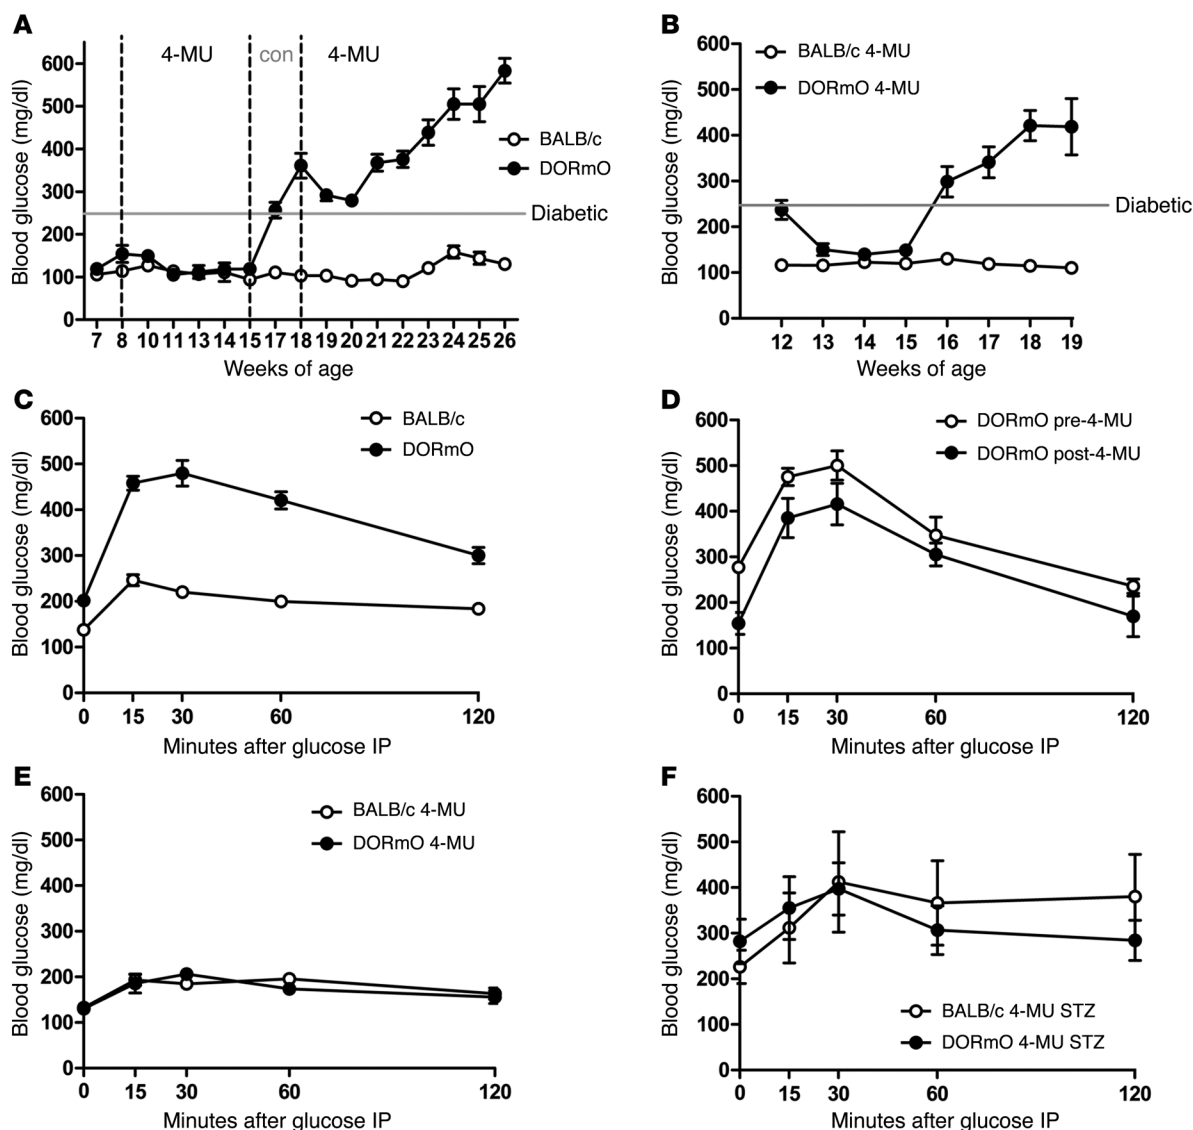 A
4-MU
con
4-MU
Blood glucose (mg/dl)
600
500
400
300
200
100
0
BALB/c
DORmO
Diabetic
7 8 10 11 13 14 15 17 18 19 20 21 22 23 24 25 26
Weeks of age
B
Blood glucose (mg/dl)
600
500
400
300
200
100
0
BALB/c 4-MU
DORmO 4-MU
Diabetic
12 13 14 15 16 17 18 19
Weeks of age
C
Blood glucose (mg/dl)
600
500
400
300
200
100
0
BALB/c
DORmO
0 15 30 60 120
Minutes after glucose IP
D
Blood glucose (mg/dl)
600
500
400
300
200
100
0
DORmO pre-4-MU
DORmO post-4-MU
0 15 30 60 120
Minutes after glucose IP
E
Blood glucose (mg/dl)
600
500
400
300
200
100
0
BALB/c 4-MU
DORmO 4-MU
0 15 30 60 120
Minutes after glucose IP
F
Blood glucose (mg/dl)
600
500
400
300
200
100
0
BALB/c 4-MU STZ
DORmO 4-MU STZ
0 15 30 60 120
Minutes after glucose IP